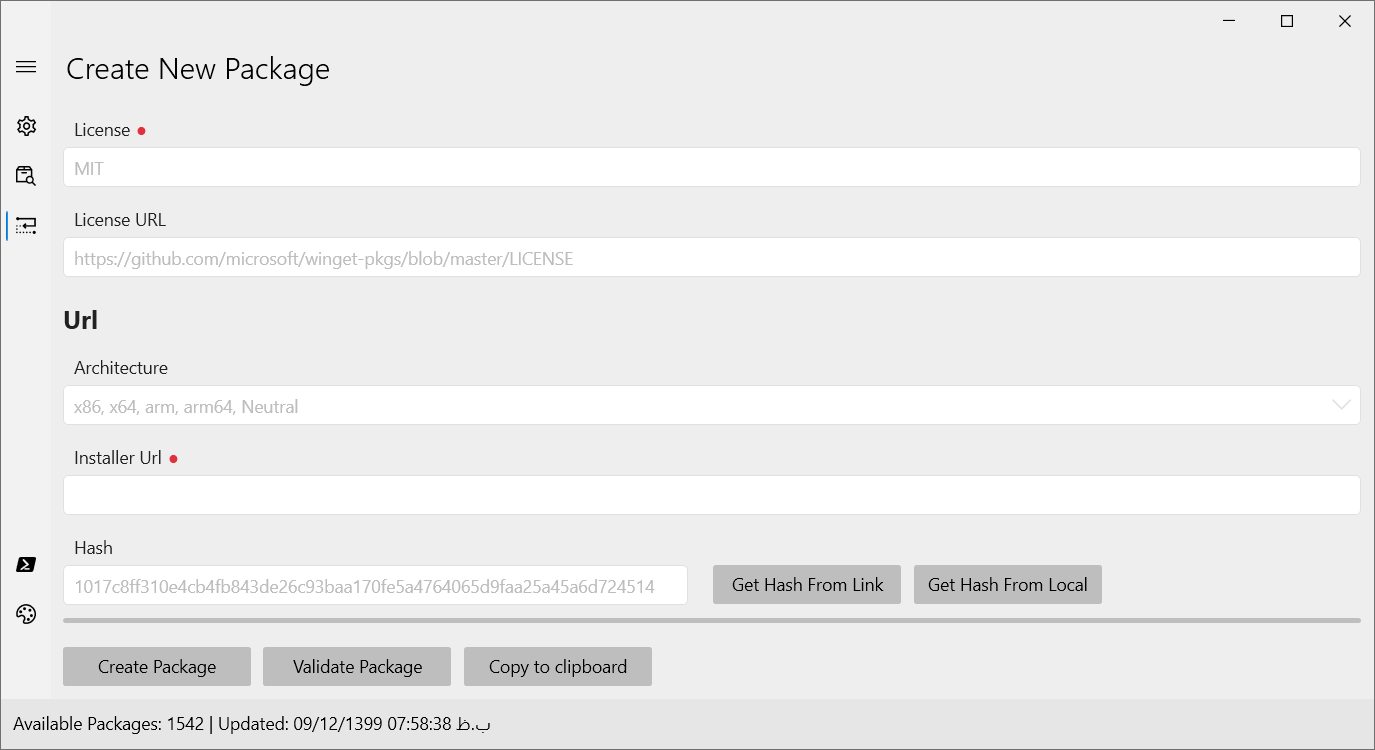 Create New Package
License
MIT
License URL
https://github.com/microsoft/winget-pkgs/blob/master/LICENSE
Url
Architecture
x86, x64, arm, arm64, Neutral
Installer Url
Hash
1017c8ff310e4cb4fb843de26c93baa170fe5a4764065d9faa25a45a6d724514
Get Hash From Link
Get Hash From Local
Create Package
Validate Package
Copy to clipboard
Available Packages: 1542 | Updated: 09/12/1399 07:58:38 ب.ظ